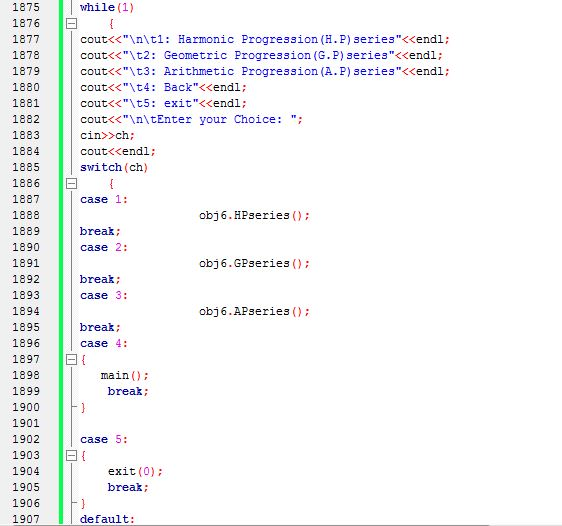 1875 while(1)
1876 {
1877 cout<<"\n\t1: Harmonic Progression(H.P)series"<<endl;
1878 cout<<"\t2: Geometric Progression(G.P)series"<<endl;
1879 cout<<"\t3: Arithmetic Progression(A.P)series"<<endl;
1880 cout<<"\t4: Back"<<endl;
1881 cout<<"\t5: exit"<<endl;
1882 cout<<"\n\tEnter your Choice: ";
1883 cin>>ch;
1884 cout<<endl;
1885 switch(ch)
1886 {
1887 case 1:
1888 obj6.HPseries();
1889 break;
1890 case 2:
1891 obj6.GPseries();
1892 break;
1893 case 3:
1894 obj6.APseries();
1895 break;
1896 case 4:
1897 {
1898 main();
1899 break;
1900 }
1901
1902 case 5:
1903 {
1904 exit(0);
1905 break;
1906 }
1907 default: